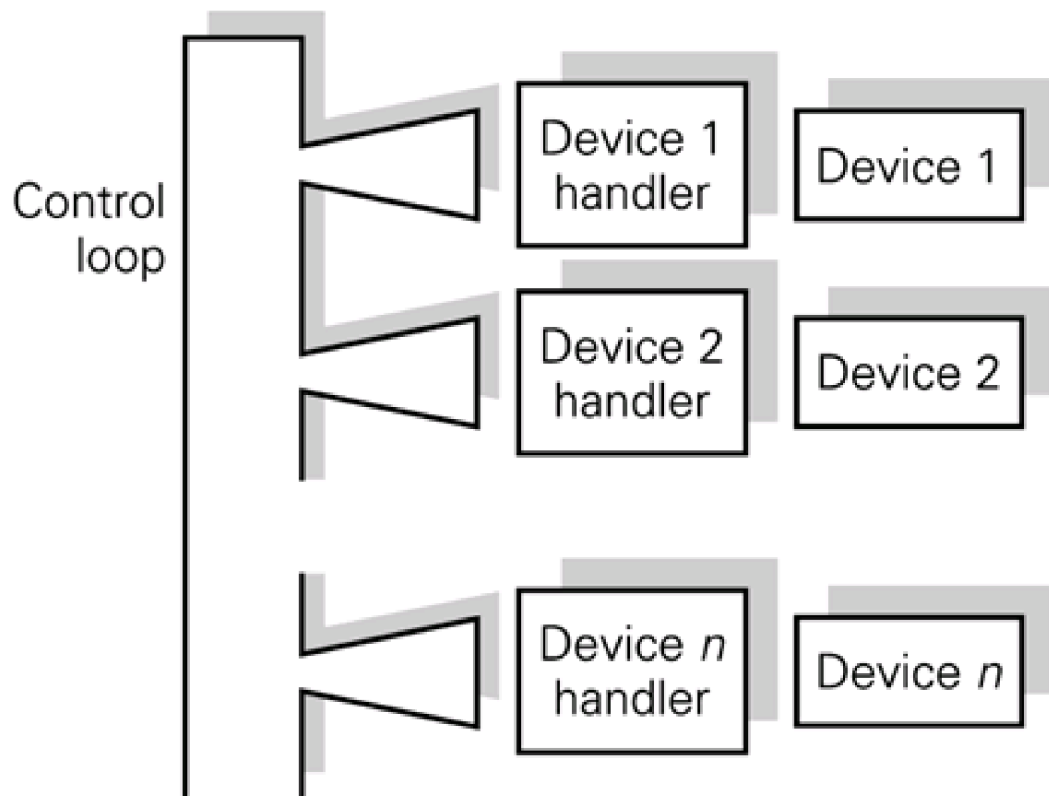 Control
loop
Device 1
handler
Device 1
Device 2
handler
Device 2
Device n
handler
Device n